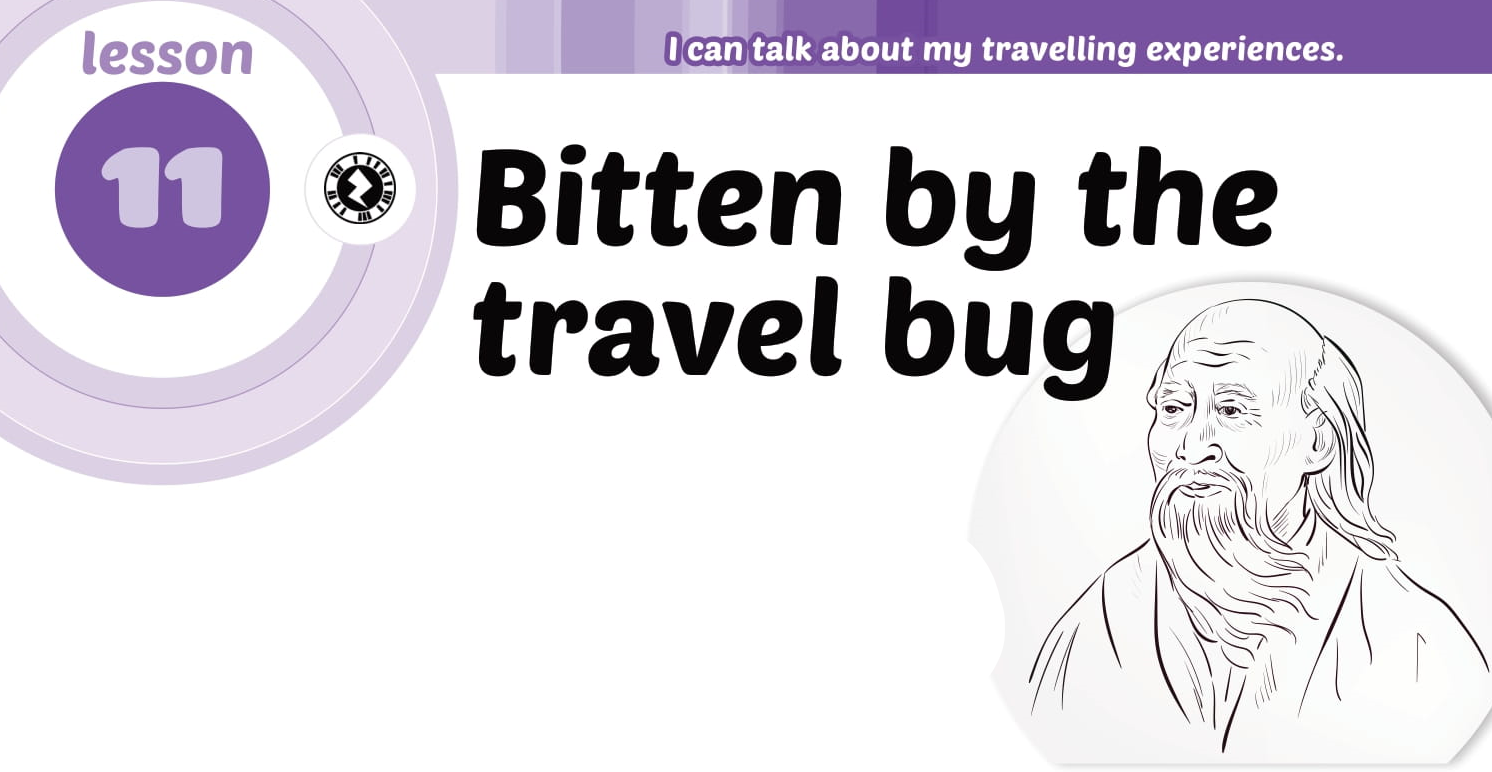 lesson
11
I can talk about my travelling experiences.
Bitten by the
travel bug